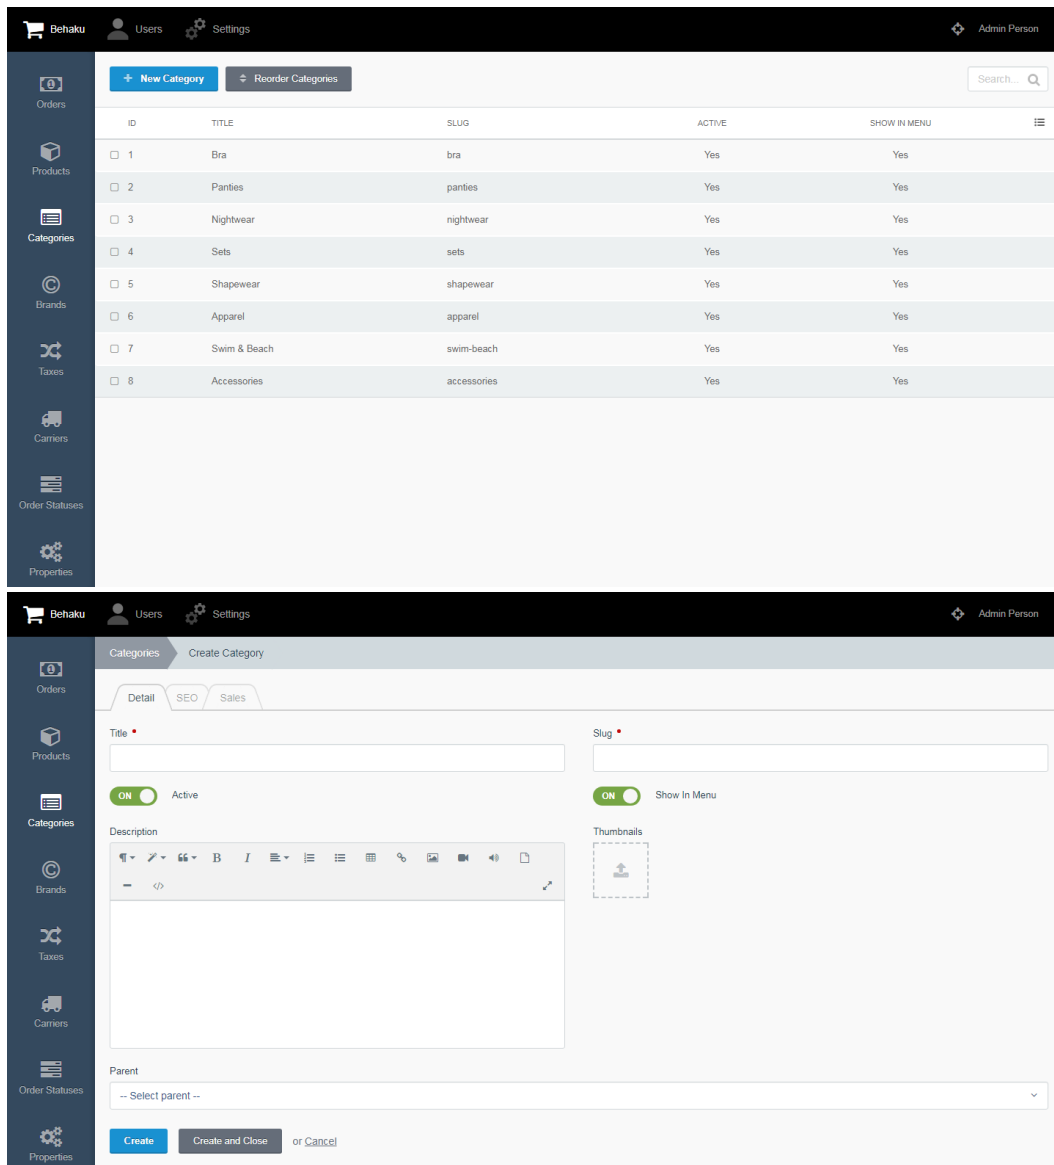 Behaku Users Settings Admin Person
Orders
Products
Categories
Brands
Taxes
Carriers
Order Statuses
Properties
+ New Category Reorder Categories Search...
ID TITLE SLUG ACTIVE SHOW IN MENU
1 Bra bra Yes Yes
2 Panties panties Yes Yes
3 Nightwear nightwear Yes Yes
4 Sets sets Yes Yes
5 Shapewear shapewear Yes Yes
6 Apparel apparel Yes Yes
7 Swim & Beach swim-beach Yes Yes
8 Accessories accessories Yes Yes
Behaku Users Settings Admin Person
Orders
Products
Categories
Brands
Taxes
Carriers
Order Statuses
Properties
Categories Create Category
Detail SEO Sales
Title • Slug •
ON Active ON Show In Menu
Description Thumbnails
¶ B I
</>
Parent
-- Select parent --
Create Create and Close or Cancel